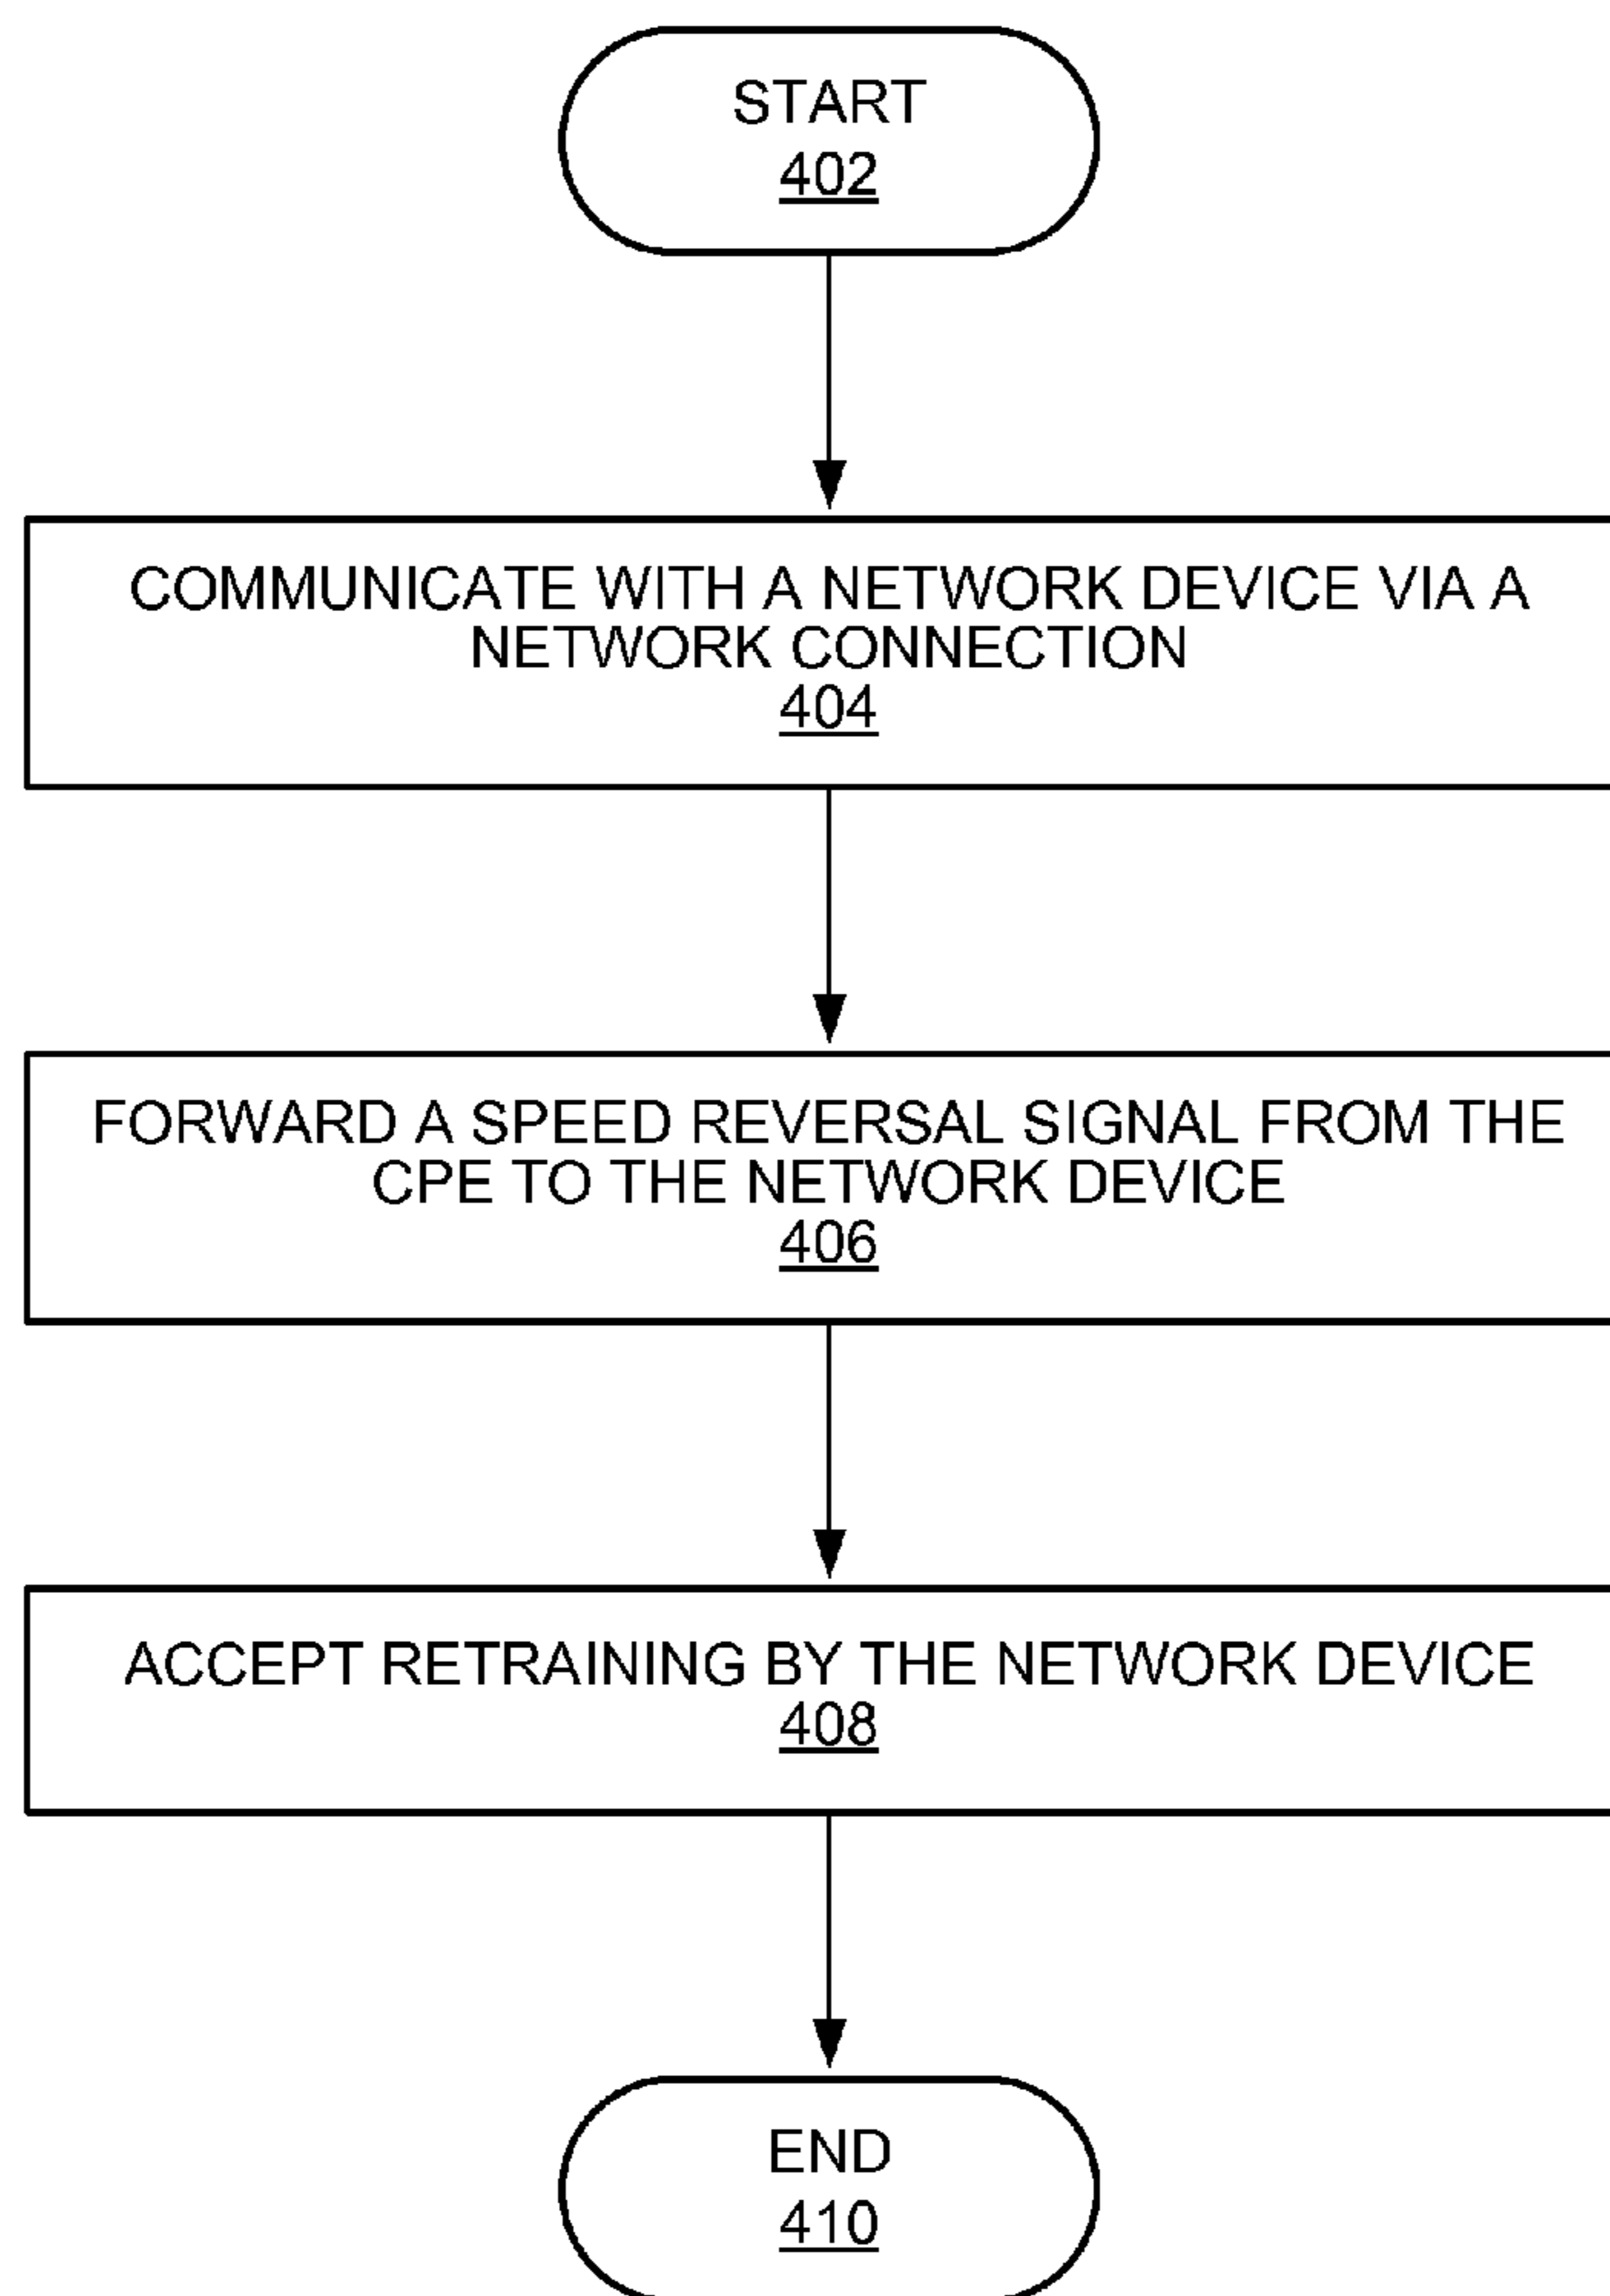 START
402
COMMUNICATE WITH A NETWORK DEVICE VIA A
NETWORK CONNECTION
404
FORWARD A SPEED REVERSAL SIGNAL FROM THE
CPE TO THE NETWORK DEVICE
406
ACCEPT RETRAINING BY THE NETWORK DEVICE
408
END
410